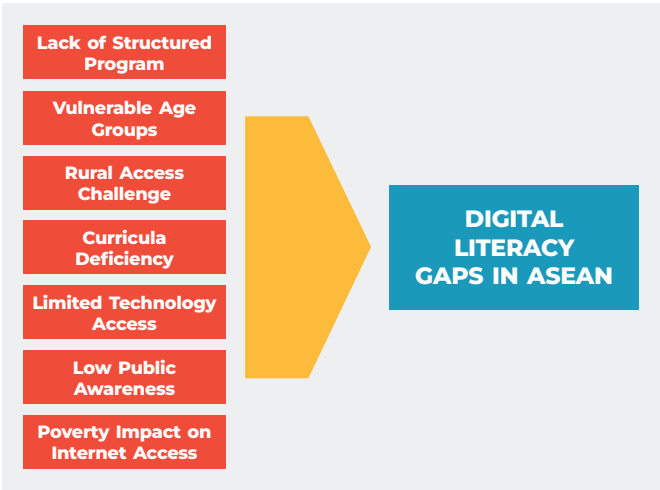 Lack of Structured
Program
Vulnerable Age
Groups
Rural Access
Challenge
Curricula
Deficiency
Limited Technology
Access
Low Public
Awareness
Poverty Impact on
Internet Access
DIGITAL
LITERACY
GAPS IN ASEAN